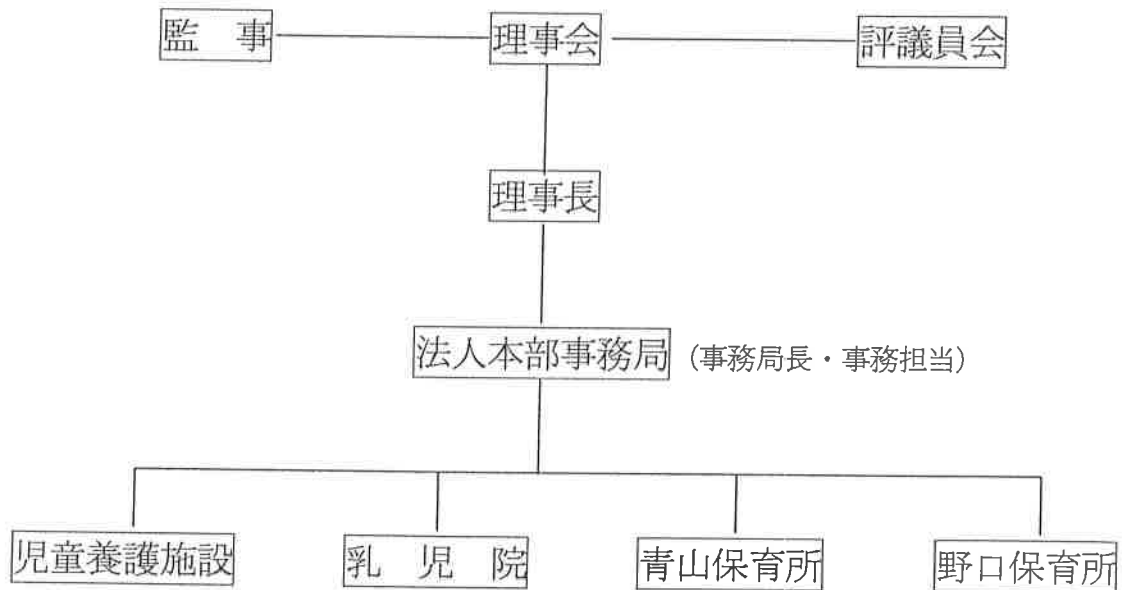 監　事　理事会　評議員会
理事長
法人本部事務局（事務局長・事務担当）
児童養護施設　乳　児　院　青山保育所　野口保育所